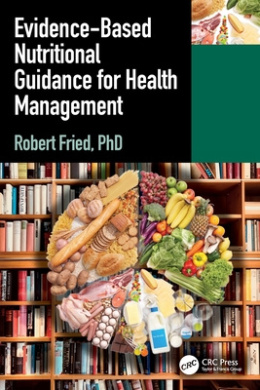 Evidence-Based
Nutritional
Guidance for Health
Management
Robert Fried, PhD
CRC Press
Taylor & Francis Group